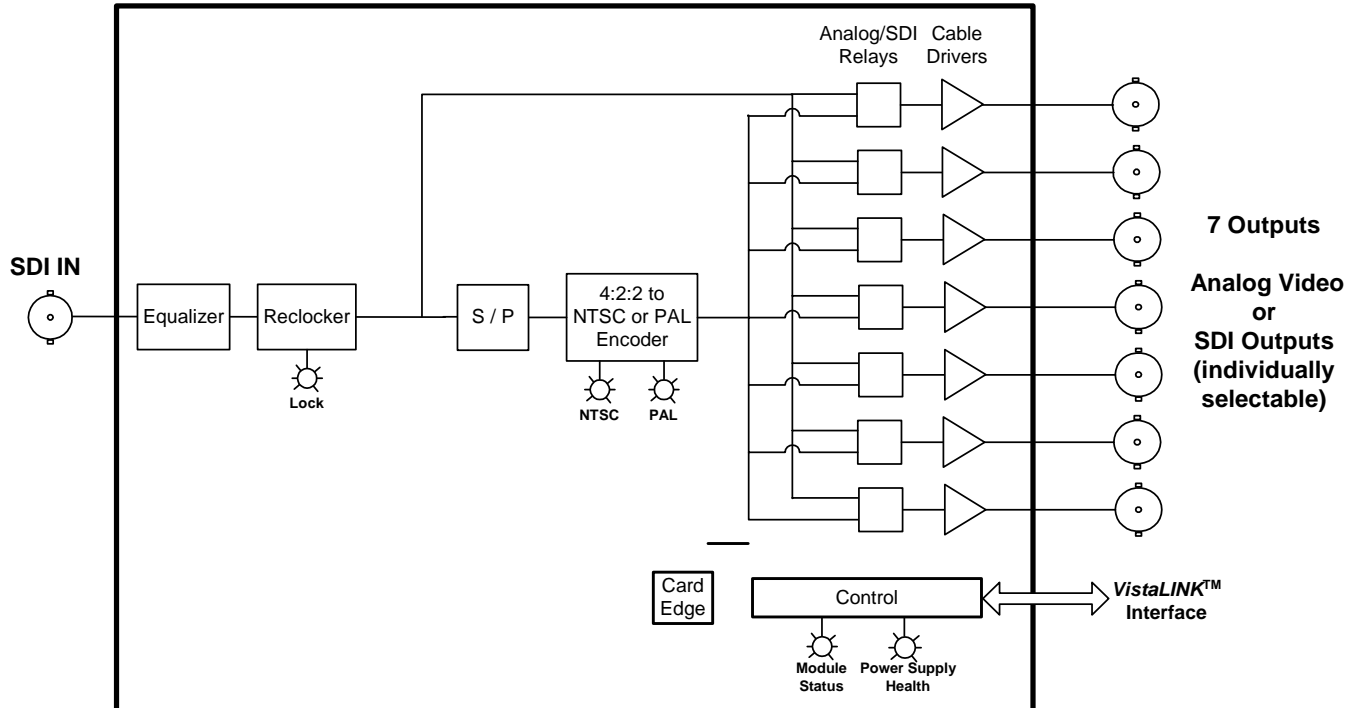 Analog/SDI
Relays
Cable
Drivers
SDI IN
Equalizer
Reclocker
S / P
4:2:2 to
NTSC or PAL
Encoder
Lock
NTSC
PAL
7 Outputs
Analog Video
or
SDI Outputs
(individually
selectable)
Card
Edge
Control
VistaLINK™
Interface
Module
Status
Power Supply
Health